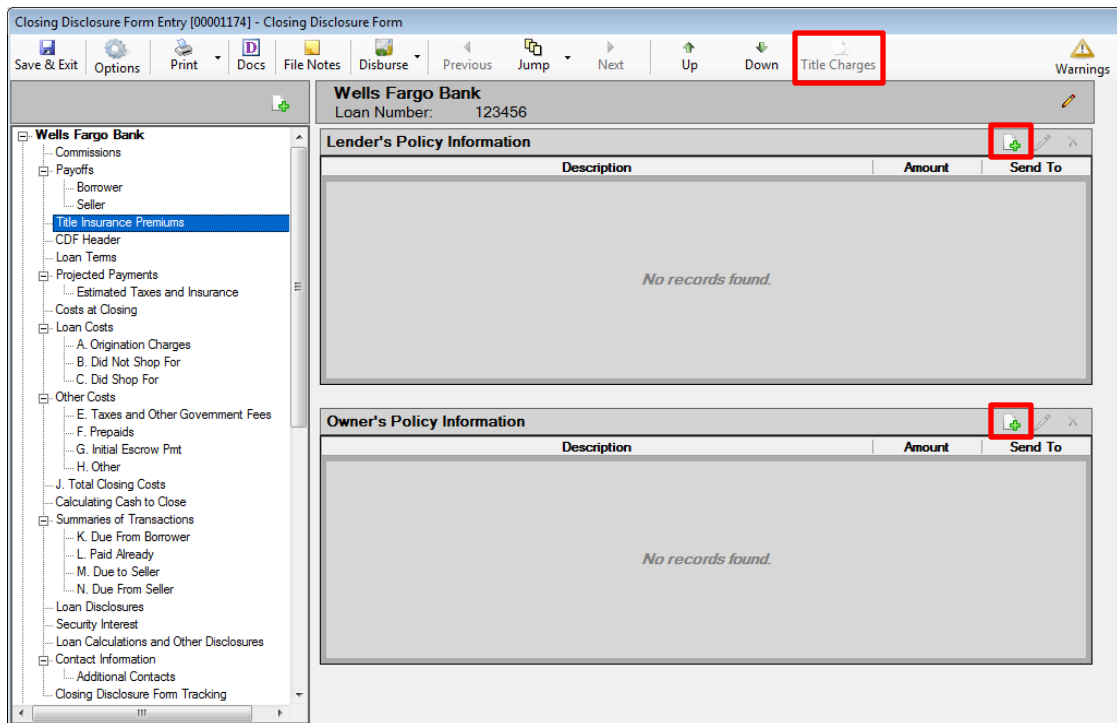 Closing Disclosure Form Entry [00001174] - Closing Disclosure Form
Save & Exit Options Print Docs File Notes Disburse Previous Jump Next Up Down Title Charges Warnings
Wells Fargo Bank
Loan Number: 123456
Wells Fargo Bank
Commissions
Payoffs
Borrower
Seller
Title Insurance Premiums
CDF Header
Loan Terms
Projected Payments
Estimated Taxes and Insurance
Costs at Closing
Loan Costs
A. Origination Charges
B. Did Not Shop For
C. Did Shop For
Other Costs
E. Taxes and Other Government Fees
F. Prepaids
G. Initial Escrow Pmt
H. Other
J. Total Closing Costs
Calculating Cash to Close
Summaries of Transactions
K. Due From Borrower
L. Paid Already
M. Due to Seller
N. Due From Seller
Loan Disclosures
Security Interest
Loan Calculations and Other Disclosures
Contact Information
Additional Contacts
Closing Disclosure Form Tracking
Lender's Policy Information
Description Amount Send To
No records found.
Owner's Policy Information
Description Amount Send To
No records found.